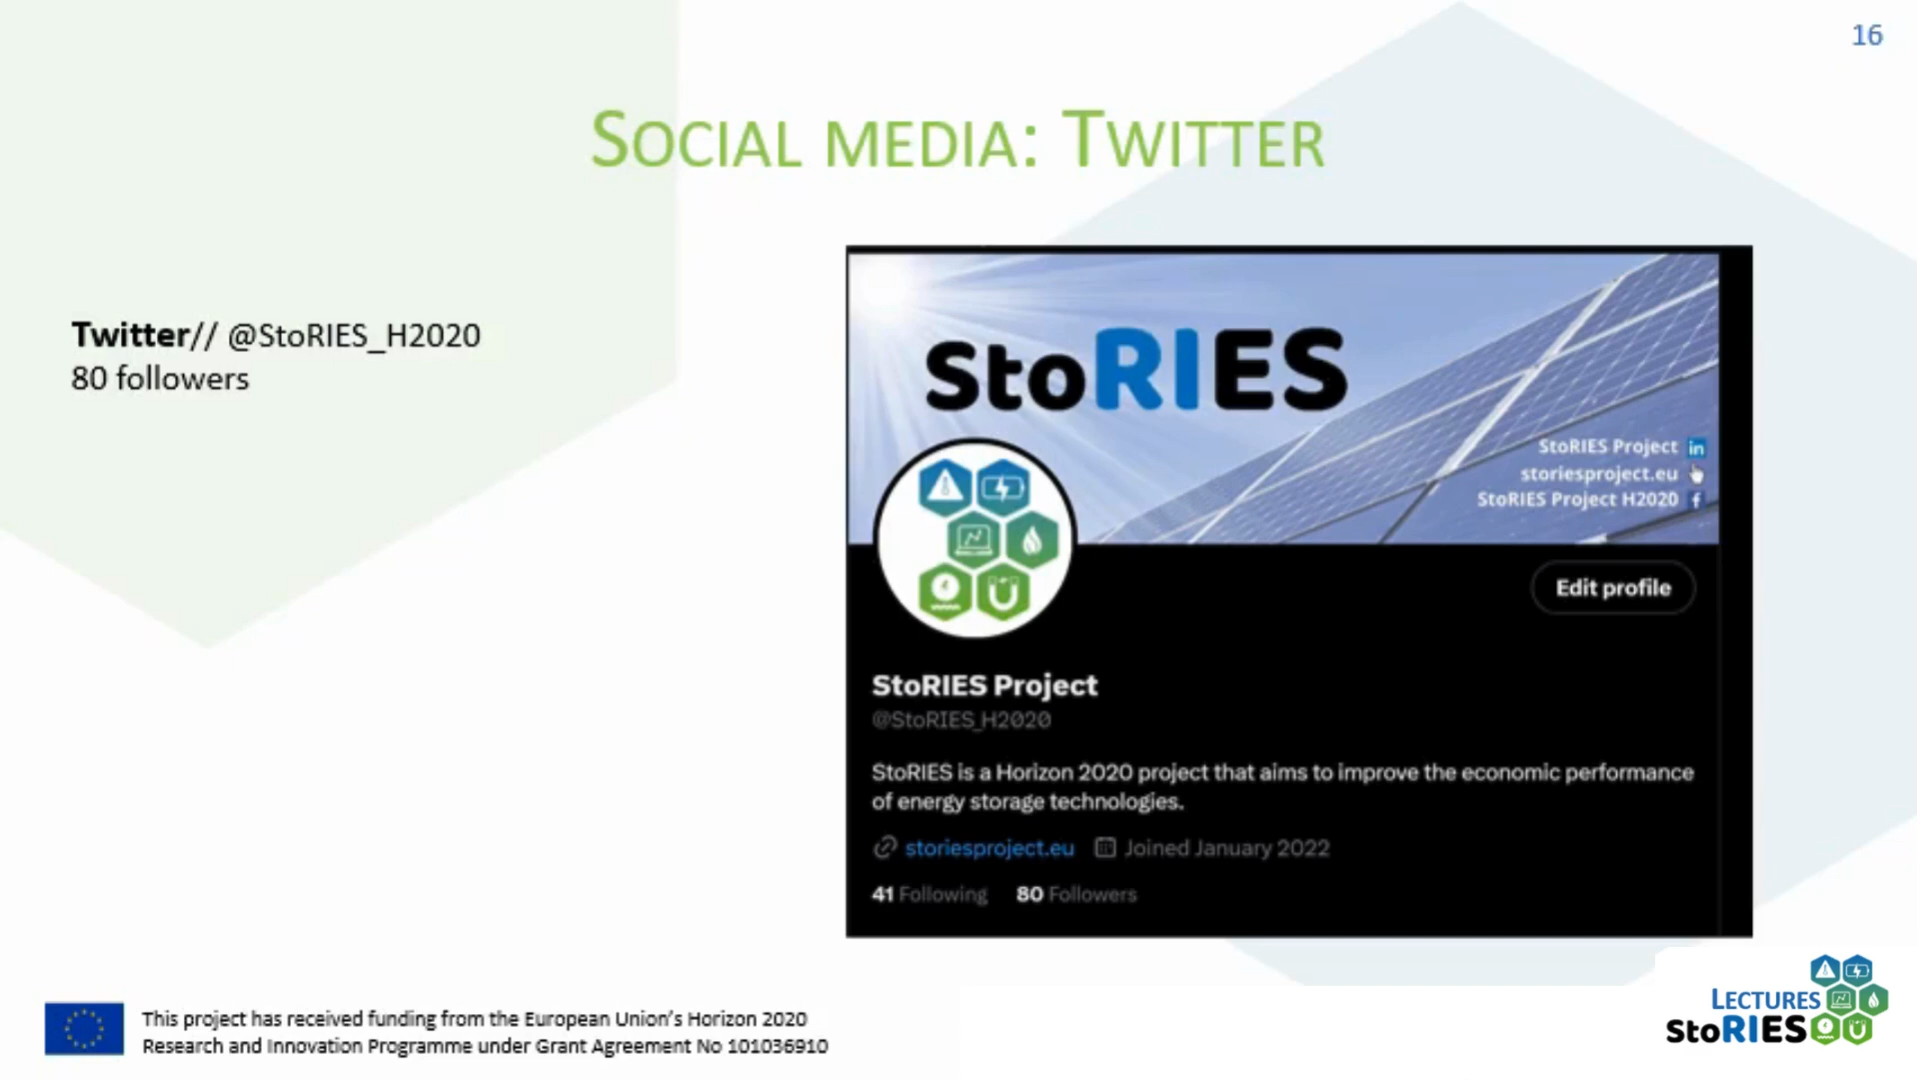 16
SOCIAL MEDIA: TWITTER
Twitter// @StoRIES_H2020
80 followers
StoRIES
StoRIES Project in
storiesproject.eu
StoRIES Project H2020 f
Edit profile
StoRIES Project
@StoRIES_H2020
StoRIES is a Horizon 2020 project that aims to improve the economic performance
of energy storage technologies.
storiesproject.eu Joined January 2022
41 Following 80 Followers
This project has received funding from the European Union's Horizon 2020
Research and Innovation Programme under Grant Agreement No 101036910
LECTURES
StoRIES